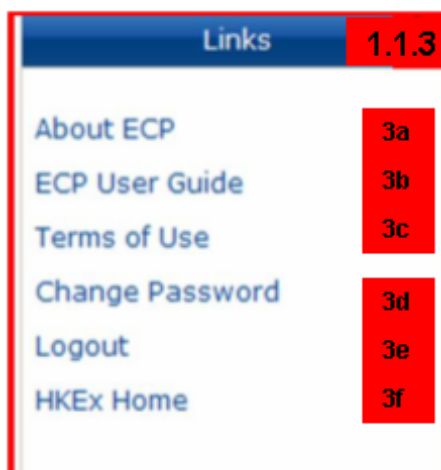 Links 1.1.3
About ECP 3a
ECP User Guide 3b
Terms of Use 3c
Change Password 3d
Logout 3e
HKEx Home 3f